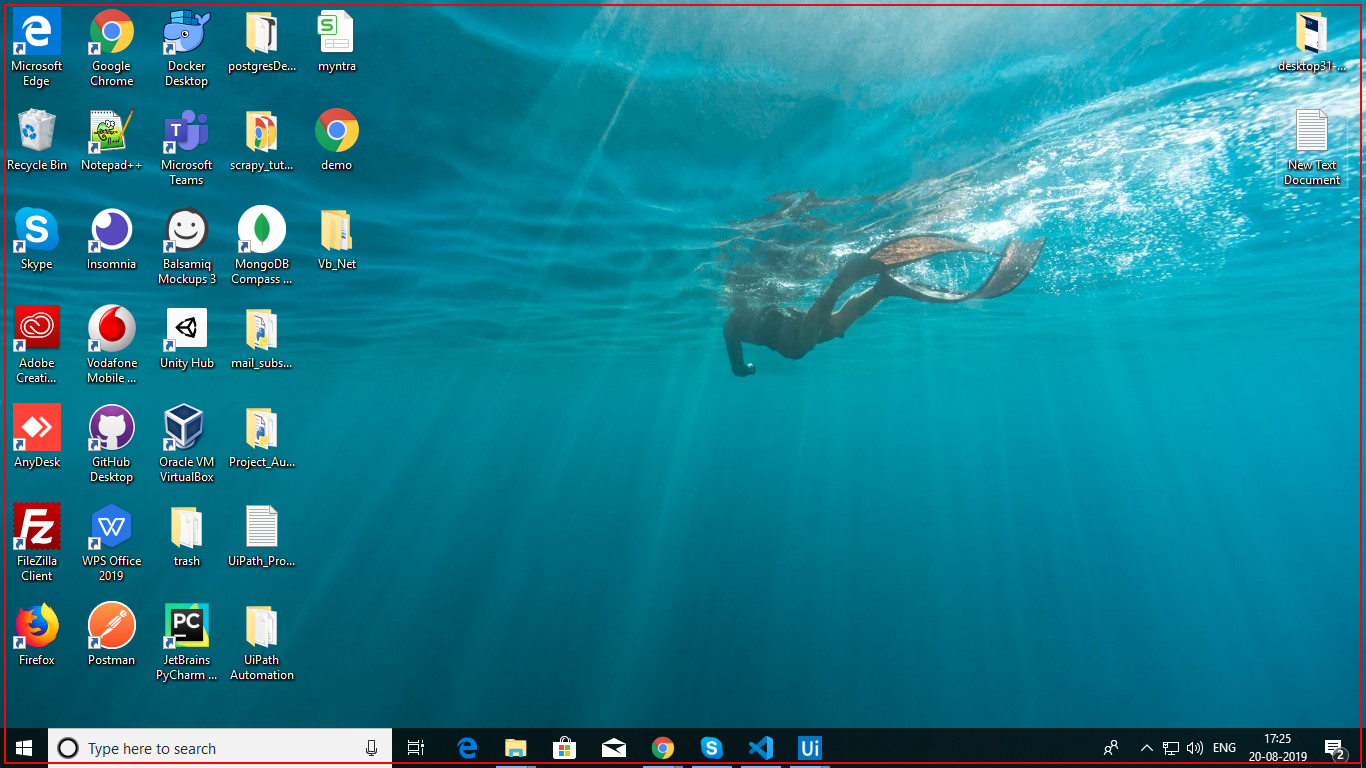 Microsoft
Edge
Google
Chrome
Docker
Desktop
postgresDe...
myntra
desktop31-...
Recycle Bin
Notepad++
Microsoft
Teams
scrapy_tut...
demo
New Text
Document
Skype
Insomnia
Balsamiq
Mockups 3
MongoDB
Compass ...
Vb_Net
Adobe
Creati...
Vodafone
Mobile ...
Unity Hub
mail_subs...
AnyDesk
GitHub
Desktop
Oracle VM
VirtualBox
Project_Au...
Fz
FileZilla
Client
WPS Office
2019
trash
UiPath_Pro...
Firefox
Postman
PC
JetBrains
PyCharm ...
UiPath
Automation
Type here to search
Ui
ENG
17:25
20-08-2019
2